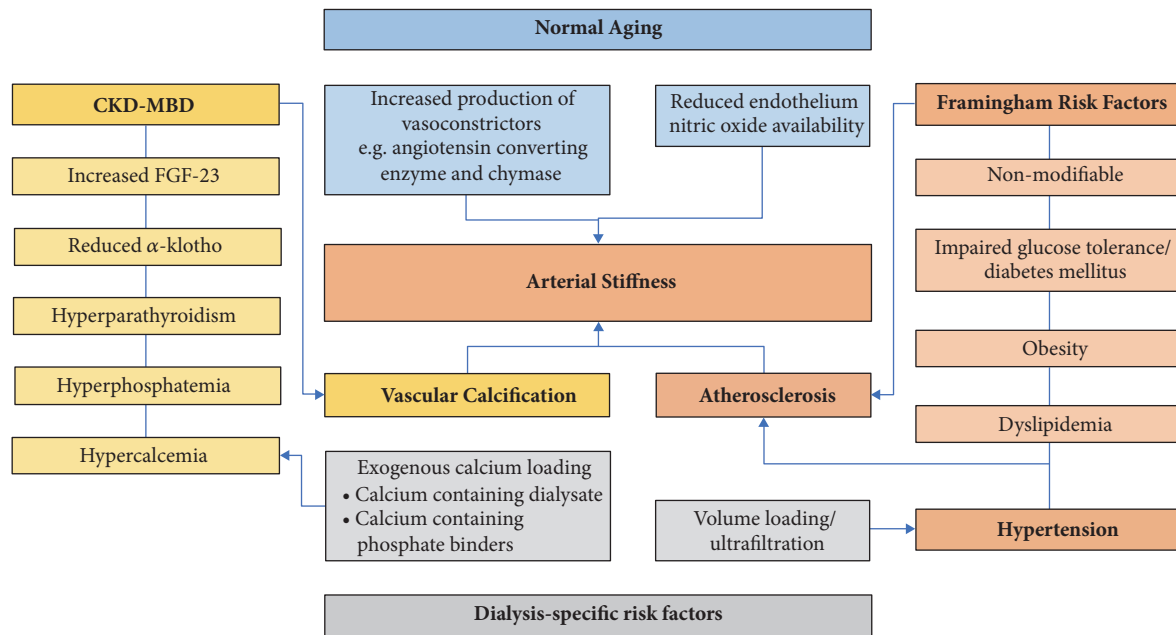 Normal Aging
CKD-MBD
Increased FGF-23
Reduced α-klotho
Hyperparathyroidism
Hyperphosphatemia
Hypercalcemia
Increased production of
vasoconstrictors
e.g. angiotensin converting
enzyme and chymase
Reduced endothelium
nitric oxide availability
Arterial Stiffness
Vascular Calcification
Atherosclerosis
Exogenous calcium loading
• Calcium containing dialysate
• Calcium containing
phosphate binders
Volume loading/
ultrafiltration
Framingham Risk Factors
Non-modifiable
Impaired glucose tolerance/
diabetes mellitus
Obesity
Dyslipidemia
Hypertension
Dialysis-specific risk factors